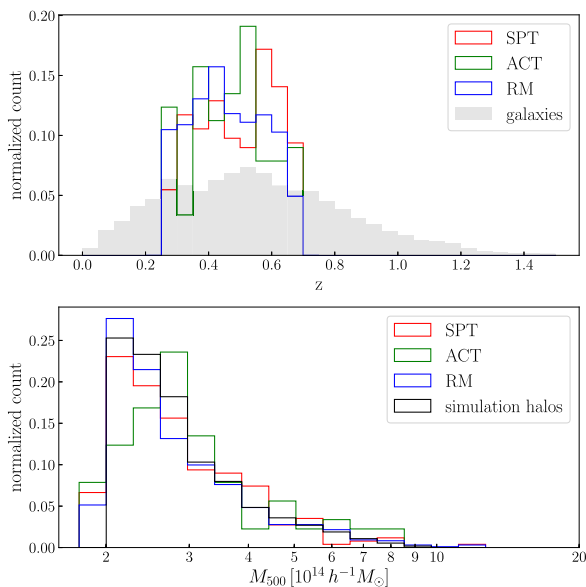 0.20
0.15
0.10
0.05
0.00
normalized count
SPT
ACT
RM
galaxies
0.0 0.2 0.4 0.6 0.8 1.0 1.2 1.4
z
0.25
0.20
0.15
0.10
0.05
0.00
normalized count
SPT
ACT
RM
simulation halos
2 3 4 5 6 7 8 9 10 20
M₅₀₀ [10¹⁴ h⁻¹M⊙]